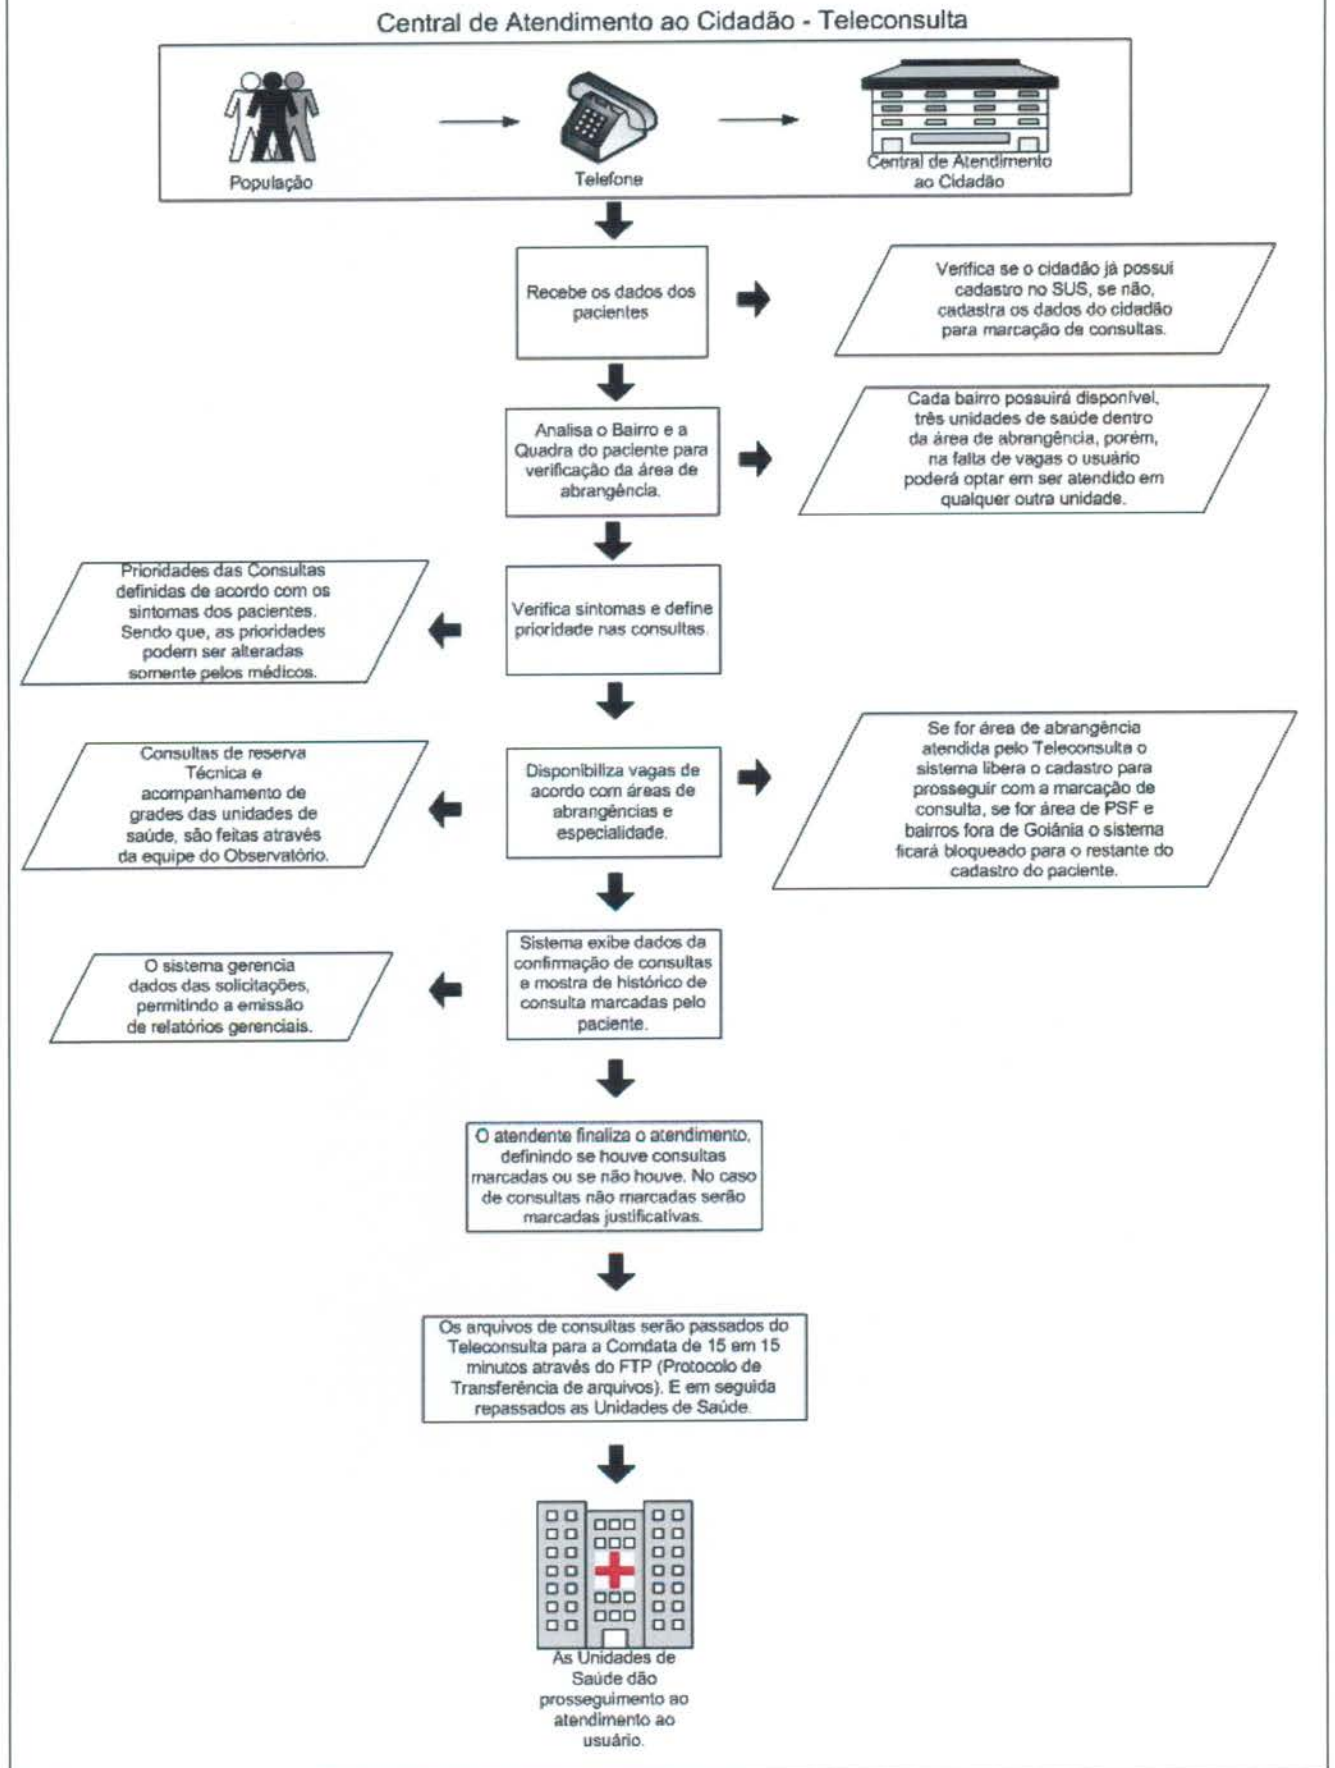 Central de Atendimento ao Cidadão - Teleconsulta
População
Telefone
Central de Atendimento
ao Cidadão
Recebe os dados dos
pacientes
Verifica se o cidadão já possui
cadastro no SUS, se não,
cadastra os dados do cidadão
para marcação de consultas.
Analisa o Bairro e a
Quadra do paciente para
verificação da área de
abrangência.
Cada bairro possuirá disponível,
três unidades de saúde dentro
da área de abrangência, porém,
na falta de vagas o usuário
poderá optar em ser atendido em
qualquer outra unidade.
Prioridades das Consultas
definidas de acordo com os
sintomas dos pacientes.
Sendo que, as prioridades
podem ser alteradas
somente pelos médicos.
Verifica sintomas e define
prioridade nas consultas.
Consultas de reserva
Técnica e
acompanhamento de
grades das unidades de
saúde, são feitas através
da equipe do Observatório.
Disponibiliza vagas de
acordo com áreas de
abrangências e
especialidade.
Se for área de abrangência
atendida pelo Teleconsulta o
sistema libera o cadastro para
prosseguir com a marcação de
consulta, se for área de PSF e
bairros fora de Goiânia o sistema
ficará bloqueado para o restante do
cadastro do paciente.
O sistema gerencia
dados das solicitações,
permitindo a emissão
de relatórios gerenciais.
Sistema exibe dados da
confirmação de consultas
e mostra de histórico de
consulta marcadas pelo
paciente.
O atendente finaliza o atendimento,
definindo se houve consultas
marcadas ou se não houve. No caso
de consultas não marcadas serão
marcadas justificativas.
Os arquivos de consultas serão passados do
Teleconsulta para a Comdata de 15 em 15
minutos através do FTP (Protocolo de
Transferência de arquivos). E em seguida
repassados as Unidades de Saúde.
As Unidades de
Saúde dão
prosseguimento ao
atendimento ao
usuário.